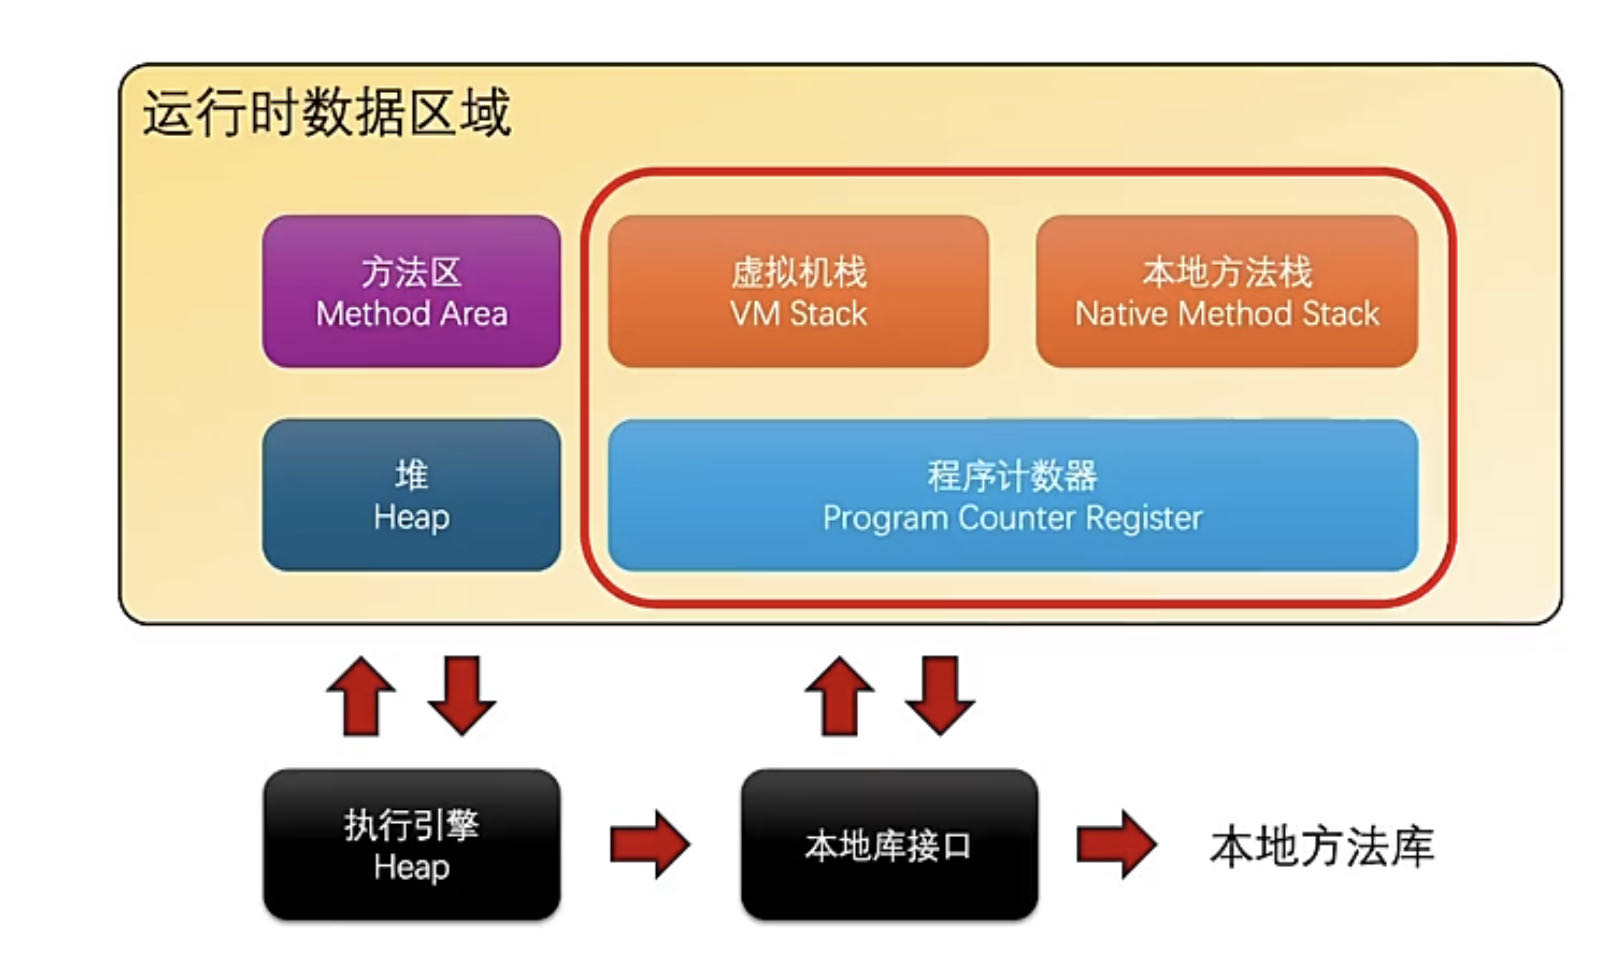 运行时数据区域
方法区
Method Area
虚拟机栈
VM Stack
本地方法栈
Native Method Stack
堆
Heap
程序计数器
Program Counter Register
执行引擎
Heap
本地库接口
本地方法库